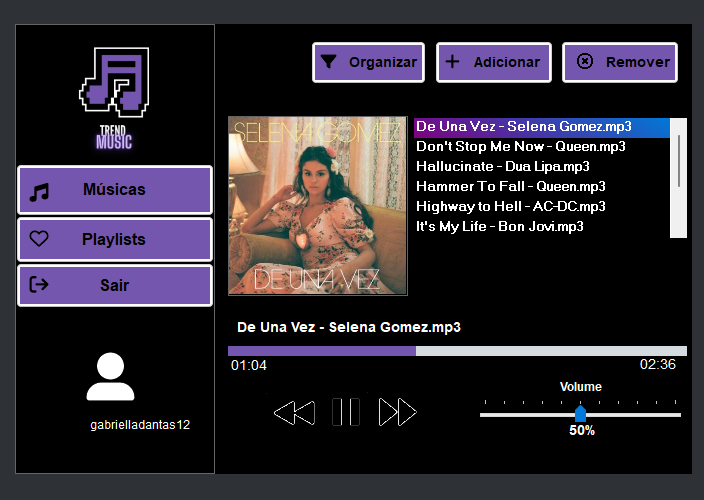 TREND
MUSIC
Músicas
Playlists
Sair
gabrielladantas12
Organizar
Adicionar
Remover
SELENA GOMEZ
DE UNA VEZ
De Una Vez - Selena Gomez.mp3
Don't Stop Me Now - Queen.mp3
Hallucinate - Dua Lipa.mp3
Hammer To Fall - Queen.mp3
Highway to Hell - AC-DC.mp3
It's My Life - Bon Jovi.mp3
De Una Vez - Selena Gomez.mp3
01:04
02:36
Volume
50%